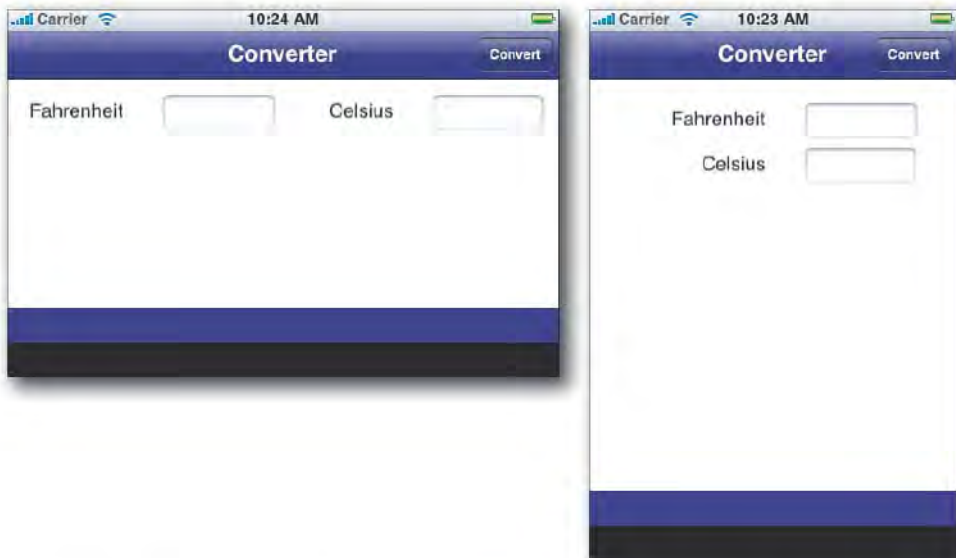 Carrier 10:24 AM
Converter Convert
Fahrenheit Celsius
Carrier 10:23 AM
Converter Convert
Fahrenheit
Celsius